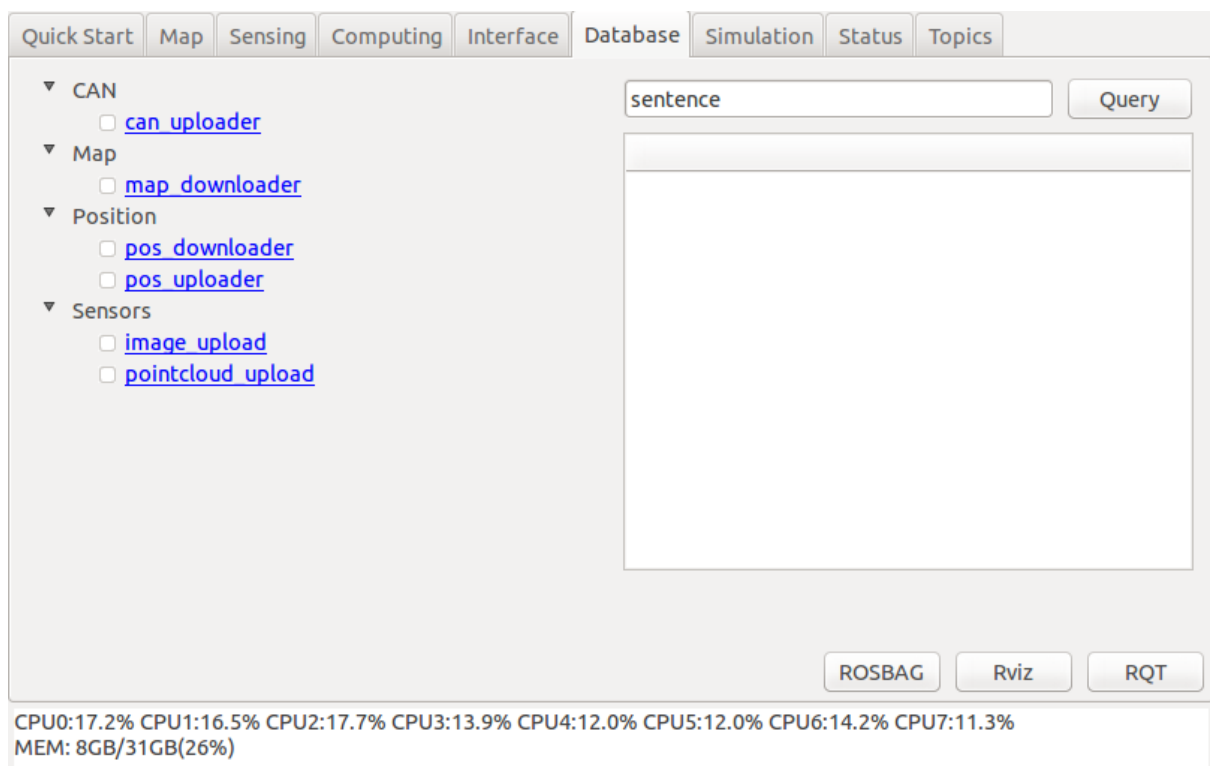 Quick Start Map Sensing Computing Interface Database Simulation Status Topics
CAN
can_uploader
Map
map_downloader
Position
pos_downloader
pos_uploader
Sensors
image_upload
pointcloud_upload
sentence Query
ROSBAG Rviz RQT
CPU0:17.2% CPU1:16.5% CPU2:17.7% CPU3:13.9% CPU4:12.0% CPU5:12.0% CPU6:14.2% CPU7:11.3%
MEM: 8GB/31GB(26%)